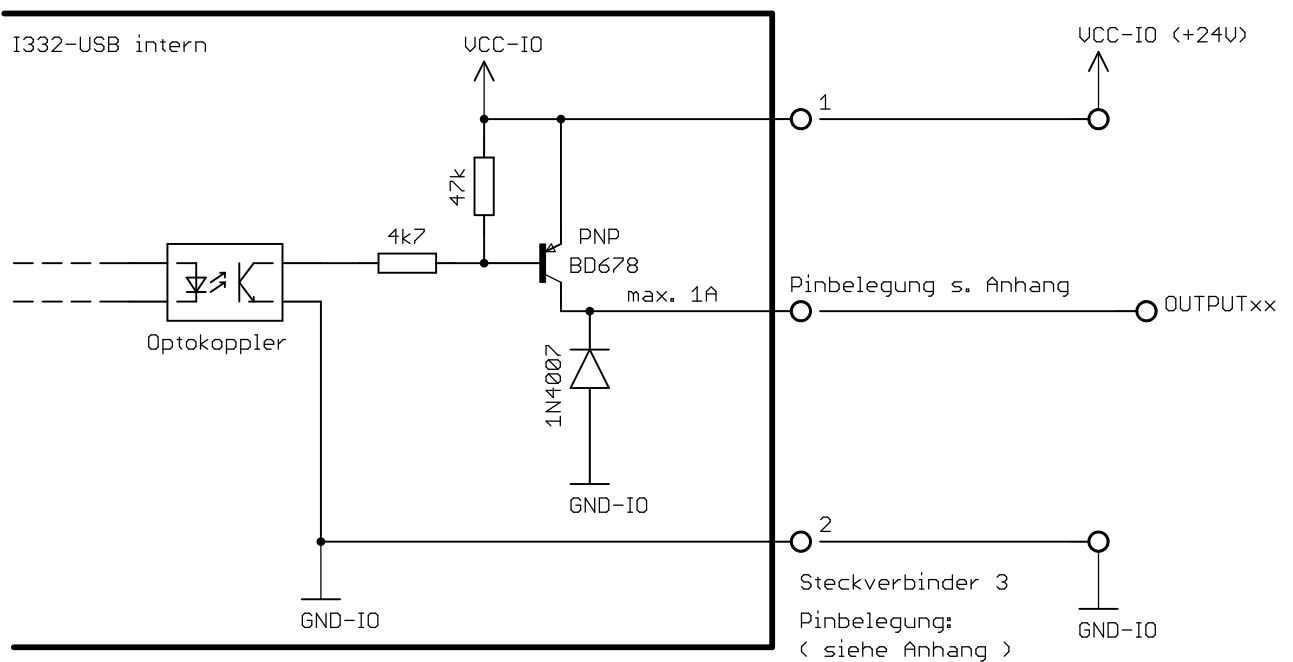 I332-USB intern
VCC-IO
VCC-IO (+24V)
1
47k
4k7
PNP
BD678
max. 1A
Pinbelegung s. Anhang
OUTPUTxx
Optokoppler
1N4007
GND-IO
2
Steckverbinder 3
Pinbelegung:
( siehe Anhang )
GND-IO
GND-IO